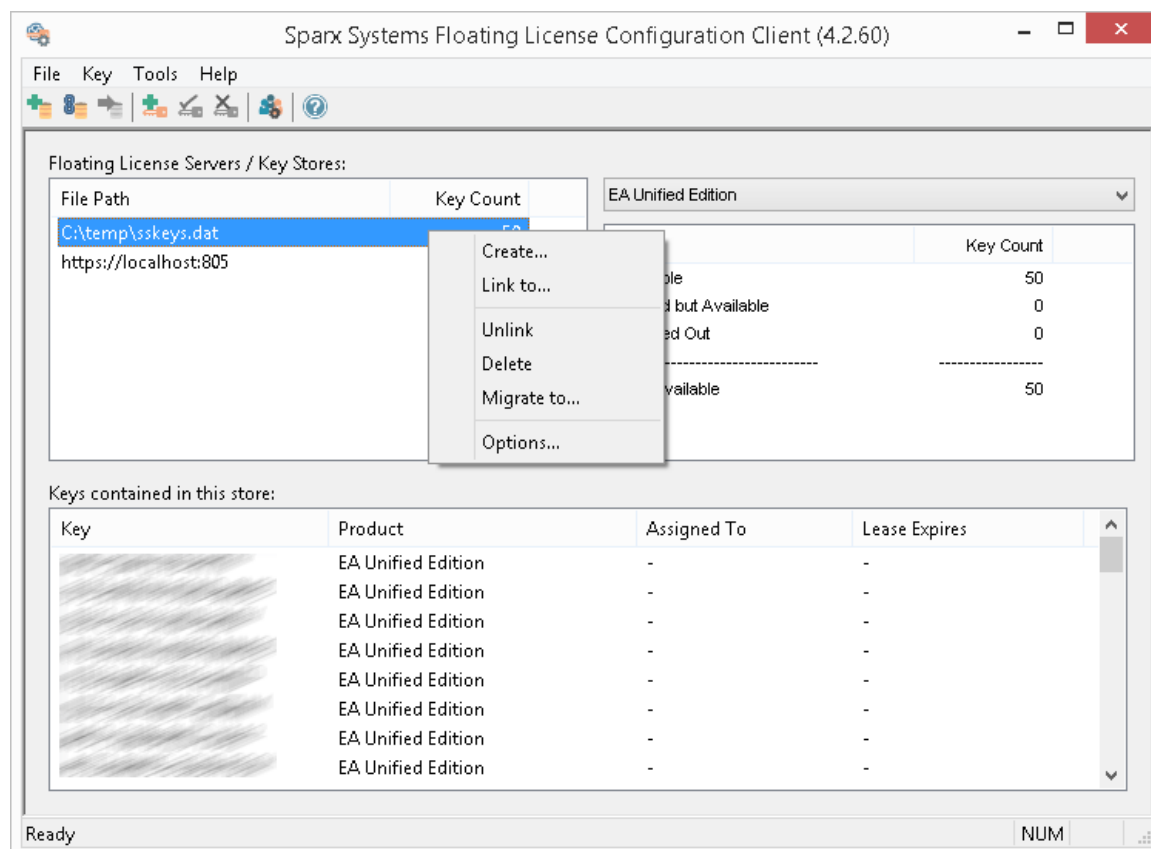 Sparx Systems Floating License Configuration Client (4.2.60)
File Key Tools Help
Floating License Servers / Key Stores:
File Path Key Count
EA Unified Edition
C:\temp\sskeys.dat
https://localhost:805
Create...
Link to...
Unlink
Delete
Migrate to...
Options...
Key Count
50
but Available 0
Out 0
-----------------
50
Keys contained in this store:
Key Product Assigned To Lease Expires
EA Unified Edition - -
EA Unified Edition - -
EA Unified Edition - -
EA Unified Edition - -
EA Unified Edition - -
EA Unified Edition - -
EA Unified Edition - -
EA Unified Edition - -
Ready NUM